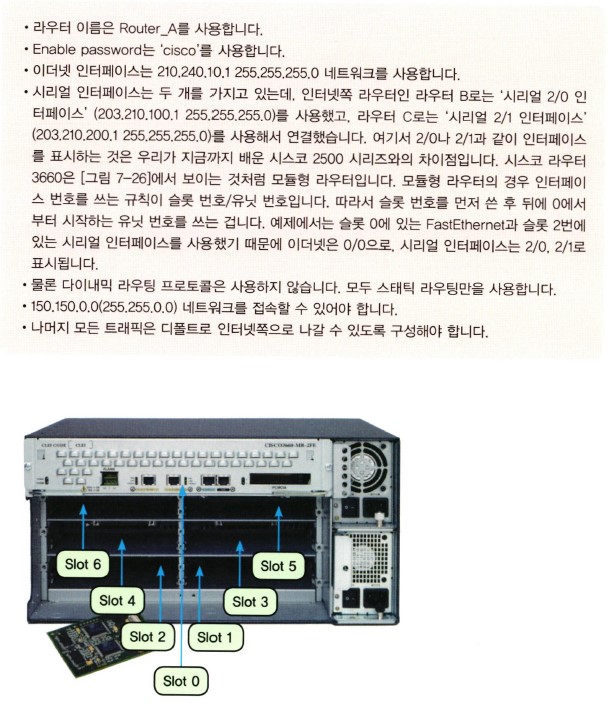 • 라우터 이름은 Router_A를 사용합니다.
• Enable password는 'cisco'를 사용합니다.
• 이더넷 인터페이스는 210.240.10.1 255.255.255.0 네트워크를 사용합니다.
• 시리얼 인터페이스는 두 개를 가지고 있는데, 인터넷쪽 라우터인 라우터 B로는 '시리얼 2/0 인
터페이스' (203.210.100.1 255.255.255.0)를 사용했고, 라우터 C로는 '시리얼 2/1 인터페이스'
(203.210.200.1 255.255.255.0)를 사용해서 연결했습니다. 여기서 2/0나 2/1과 같이 인터페이스
를 표시하는 것은 우리가 지금까지 배운 시스코 2500 시리즈와의 차이점입니다. 시스코 라우터
3660은 [그림 7-26]에서 보이는 것처럼 모듈형 라우터입니다. 모듈형 라우터의 경우 인터페이
스 번호를 쓰는 규칙이 슬롯 번호/유닛 번호입니다. 따라서 슬롯 번호를 먼저 쓴 후 뒤에 0에서
부터 시작하는 유닛 번호를 쓰는 겁니다. 예제에서는 슬롯 0에 있는 FastEthernet과 슬롯 2번에
있는 시리얼 인터페이스를 사용했기 때문에 이더넷은 0/0으로, 시리얼 인터페이스는 2/0, 2/1로
표시됩니다.
• 물론 다이내믹 라우팅 프로토콜은 사용하지 않습니다. 모두 스태틱 라우팅만을 사용합니다.
• 150.150.0.0(255.255.0.0) 네트워크를 접속할 수 있어야 합니다.
• 나머지 모든 트래픽은 디폴트로 인터넷쪽으로 나갈 수 있도록 구성해야 합니다.
CISCO3660-MB-2FE
Slot 6
Slot 5
Slot 4
Slot 3
Slot 2
Slot 1
Slot 0